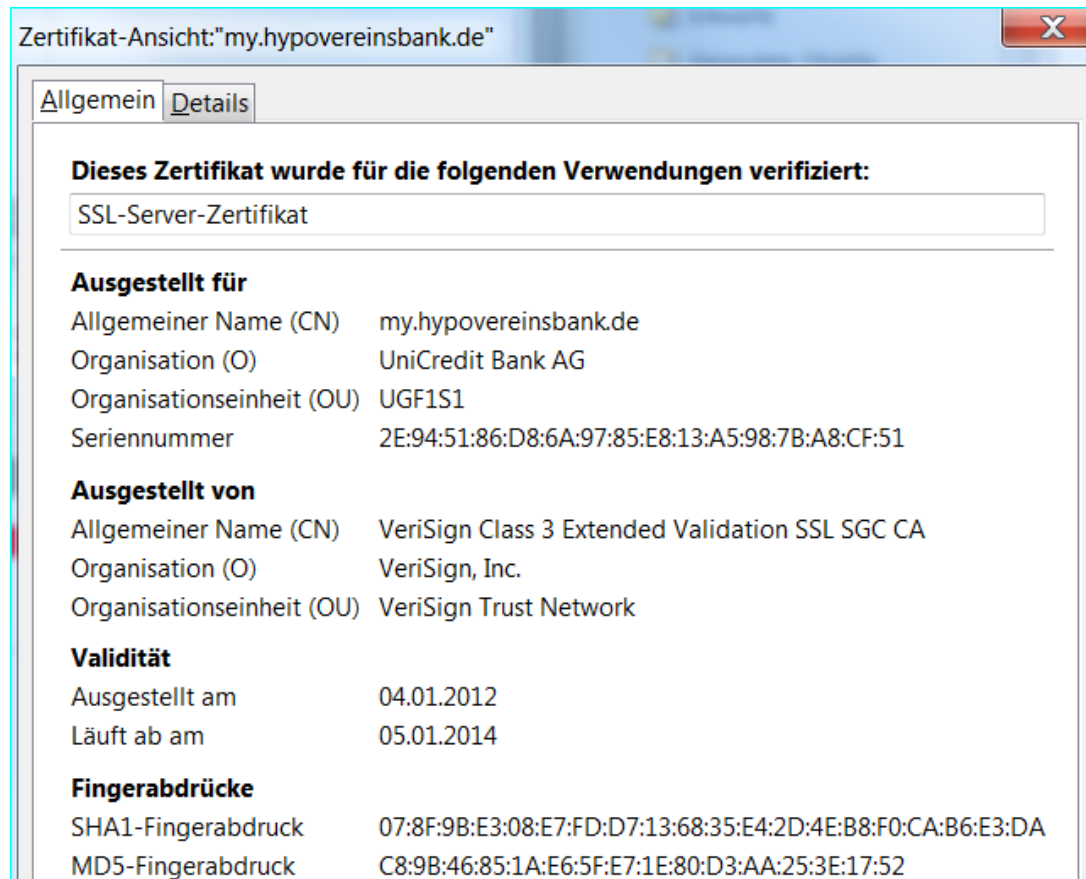 Zertifikat-Ansicht:"my.hypovereinsbank.de"
Allgemein Details
Dieses Zertifikat wurde für die folgenden Verwendungen verifiziert:
SSL-Server-Zertifikat
Ausgestellt für
Allgemeiner Name (CN) my.hypovereinsbank.de
Organisation (O) UniCredit Bank AG
Organisationseinheit (OU) UGF1S1
Seriennummer 2E:94:51:86:D8:6A:97:85:E8:13:A5:98:7B:A8:CF:51
Ausgestellt von
Allgemeiner Name (CN) VeriSign Class 3 Extended Validation SSL SGC CA
Organisation (O) VeriSign, Inc.
Organisationseinheit (OU) VeriSign Trust Network
Validität
Ausgestellt am 04.01.2012
Läuft ab am 05.01.2014
Fingerabdrücke
SHA1-Fingerabdruck 07:8F:9B:E3:08:E7:FD:D7:13:68:35:E4:2D:4E:B8:F0:CA:B6:E3:DA
MD5-Fingerabdruck C8:9B:46:85:1A:E6:5F:E7:1E:80:D3:AA:25:3E:17:52